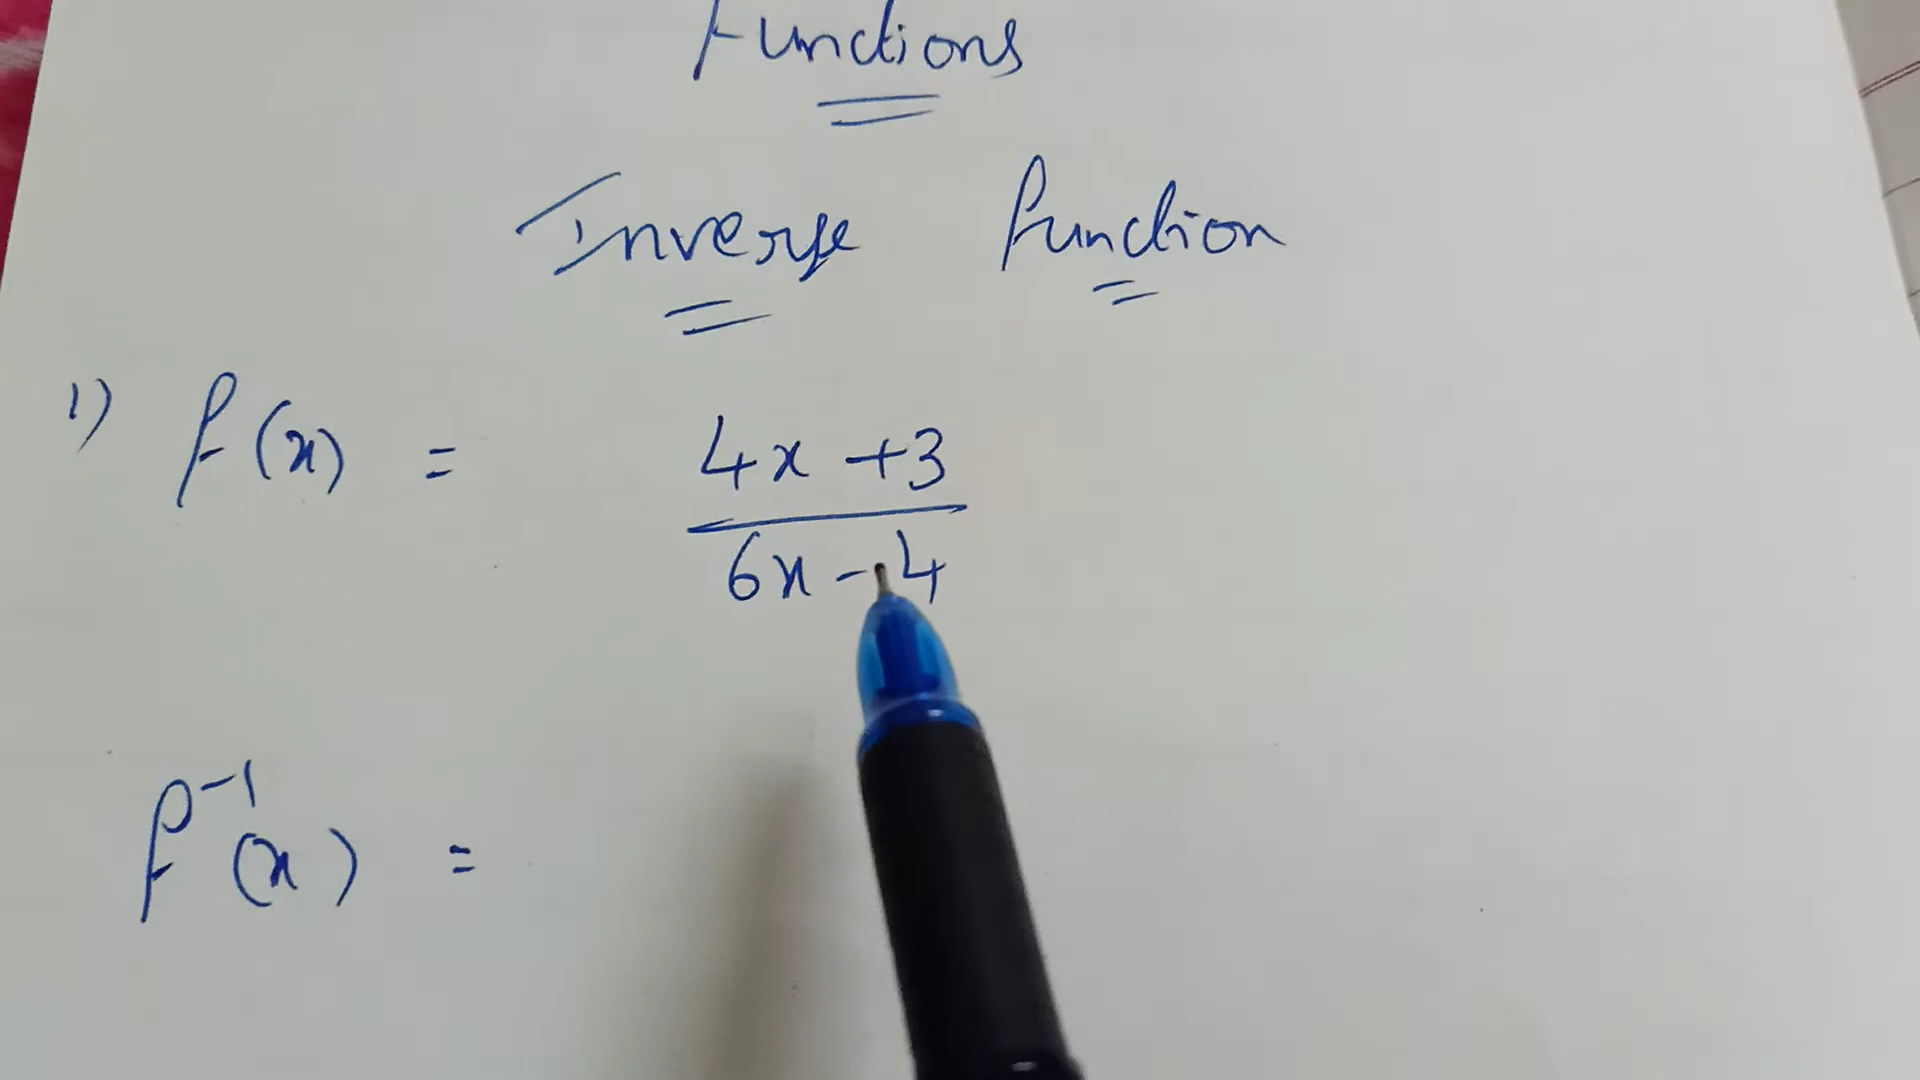 Functions
Inverse function
1) f(x) = 4x + 3
6x - 4
f⁻¹(x) =